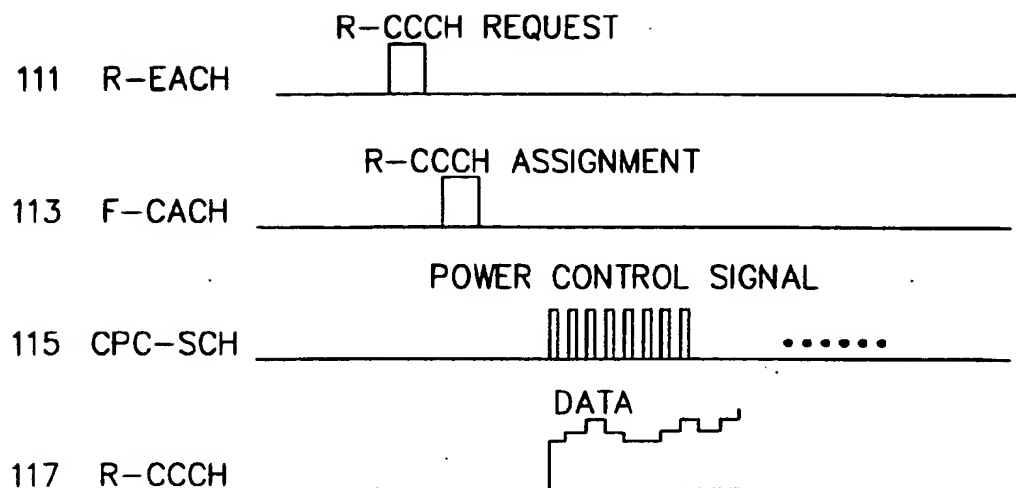 R-CCCH REQUEST
111 R-EACH
R-CCCH ASSIGNMENT
113 F-CACH
POWER CONTROL SIGNAL
115 CPC-SCH
DATA
117 R-CCCH